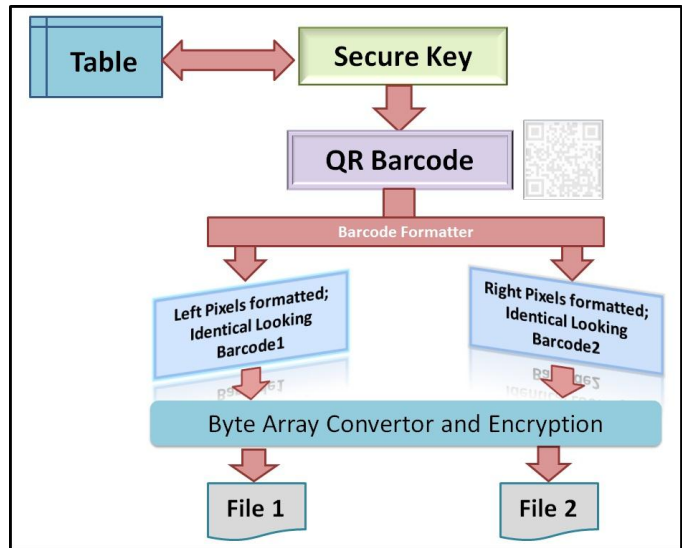 Table
Secure Key
QR Barcode
Barcode Formatter
Left Pixels formatted;
Identical Looking
Barcode1
Right Pixels formatted;
Identical Looking
Barcode2
Byte Array Convertor and Encryption
File 1
File 2